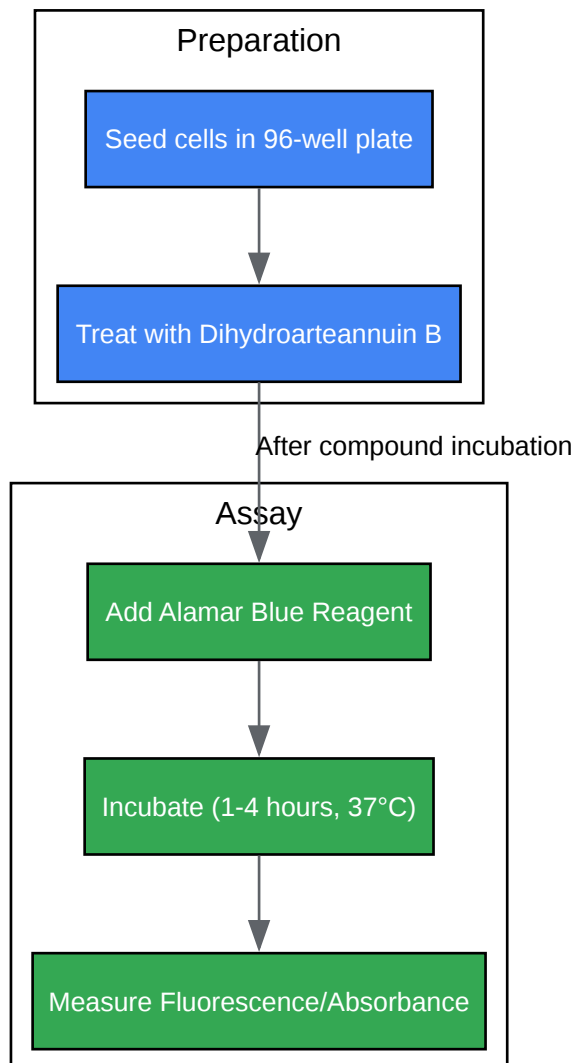 Preparation
Seed cells in 96-well plate
Treat with Dihydroarteannuin B
After compound incubation
Assay
Add Alamar Blue Reagent
Incubate (1-4 hours, 37°C)
Measure Fluorescence/Absorbance